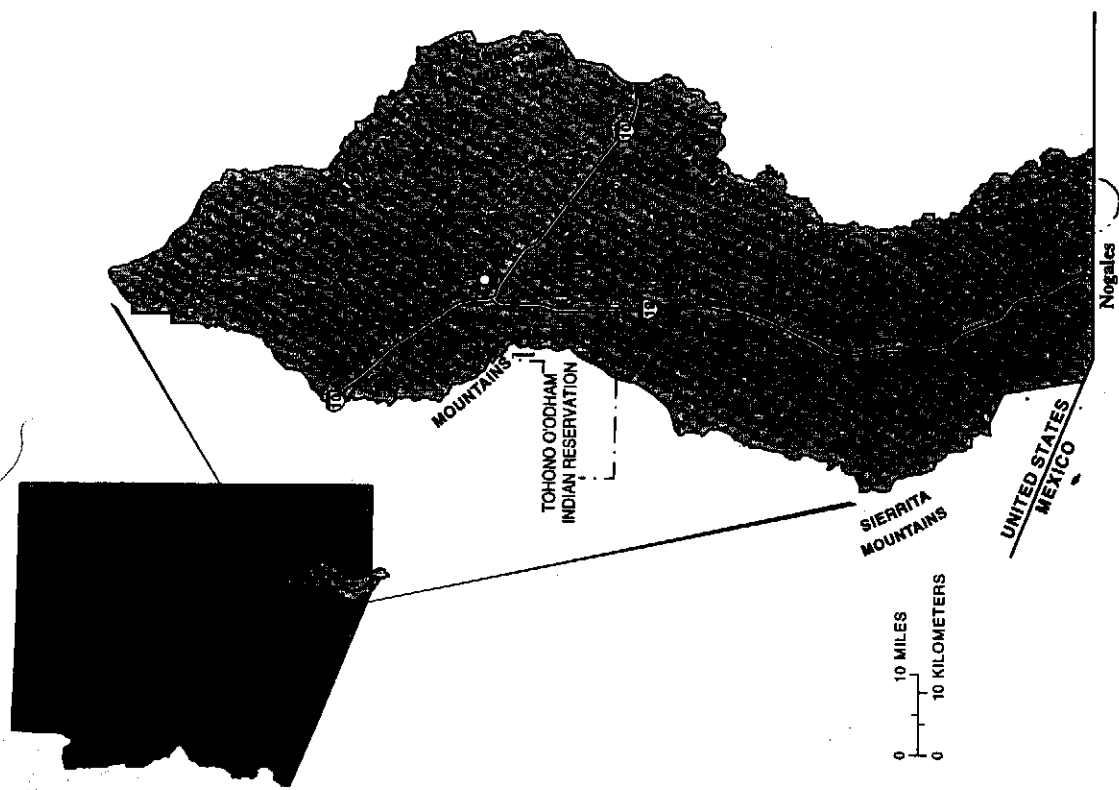 10
10
19
MOUNTAINS
TOHONO O'ODHAM
INDIAN RESERVATION
SIERRITA
MOUNTAINS
UNITED STATES
MEXICO
Nogales
0 10 MILES
0 10 KILOMETERS